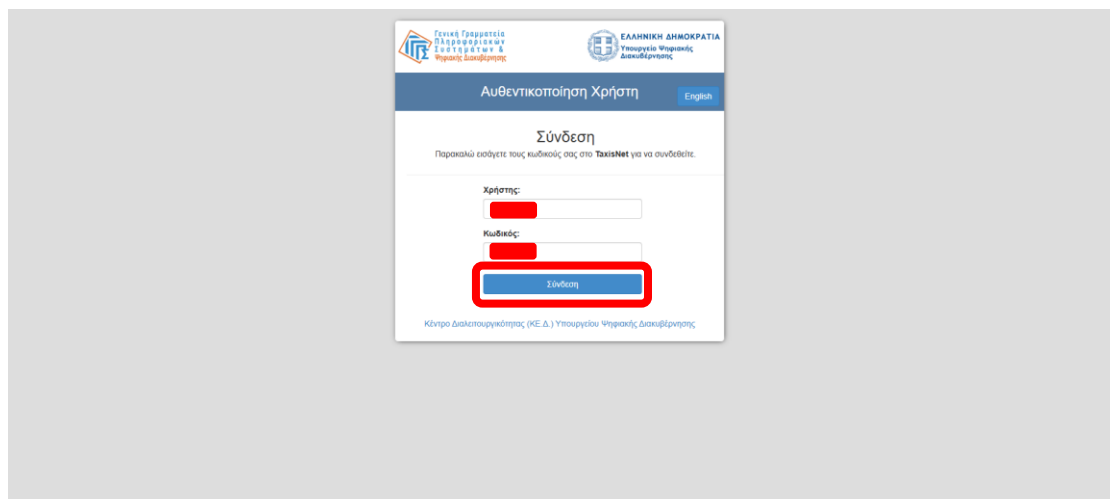 Γενική Γραμματεία
Πληροφοριακών
Συστημάτων &
Ψηφιακής Διακυβέρνησης
ΕΛΛΗΝΙΚΗ ΔΗΜΟΚΡΑΤΙΑ
Υπουργείο Ψηφιακής
Διακυβέρνησης
Αυθεντικοποίηση Χρήστη
English
Σύνδεση
Παρακαλώ εισάγετε τους κωδικούς σας στο TaxisNet για να συνδεθείτε.
Χρήστης:
Κωδικός:
Σύνδεση
Κέντρο Διαλειτουργικότητας (ΚΕ.Δ.) Υπουργείου Ψηφιακής Διακυβέρνησης